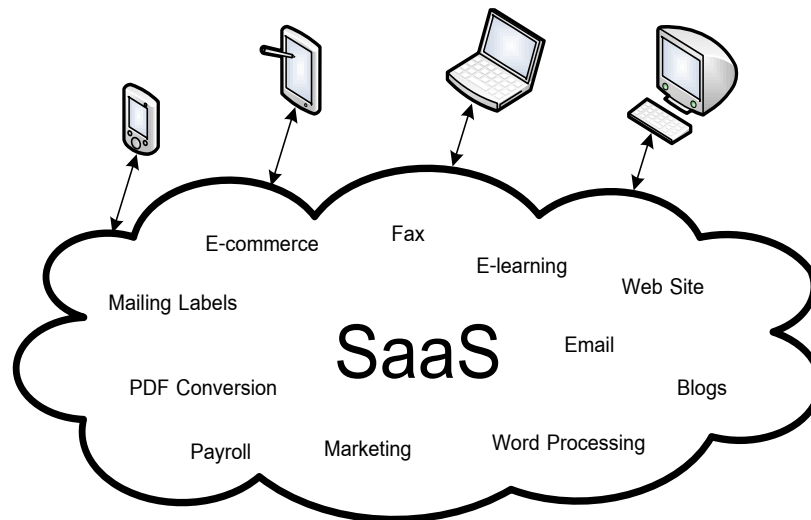 E-commerce
Fax
E-learning
Web Site
Mailing Labels
SaaS
Email
PDF Conversion
Blogs
Payroll
Marketing
Word Processing